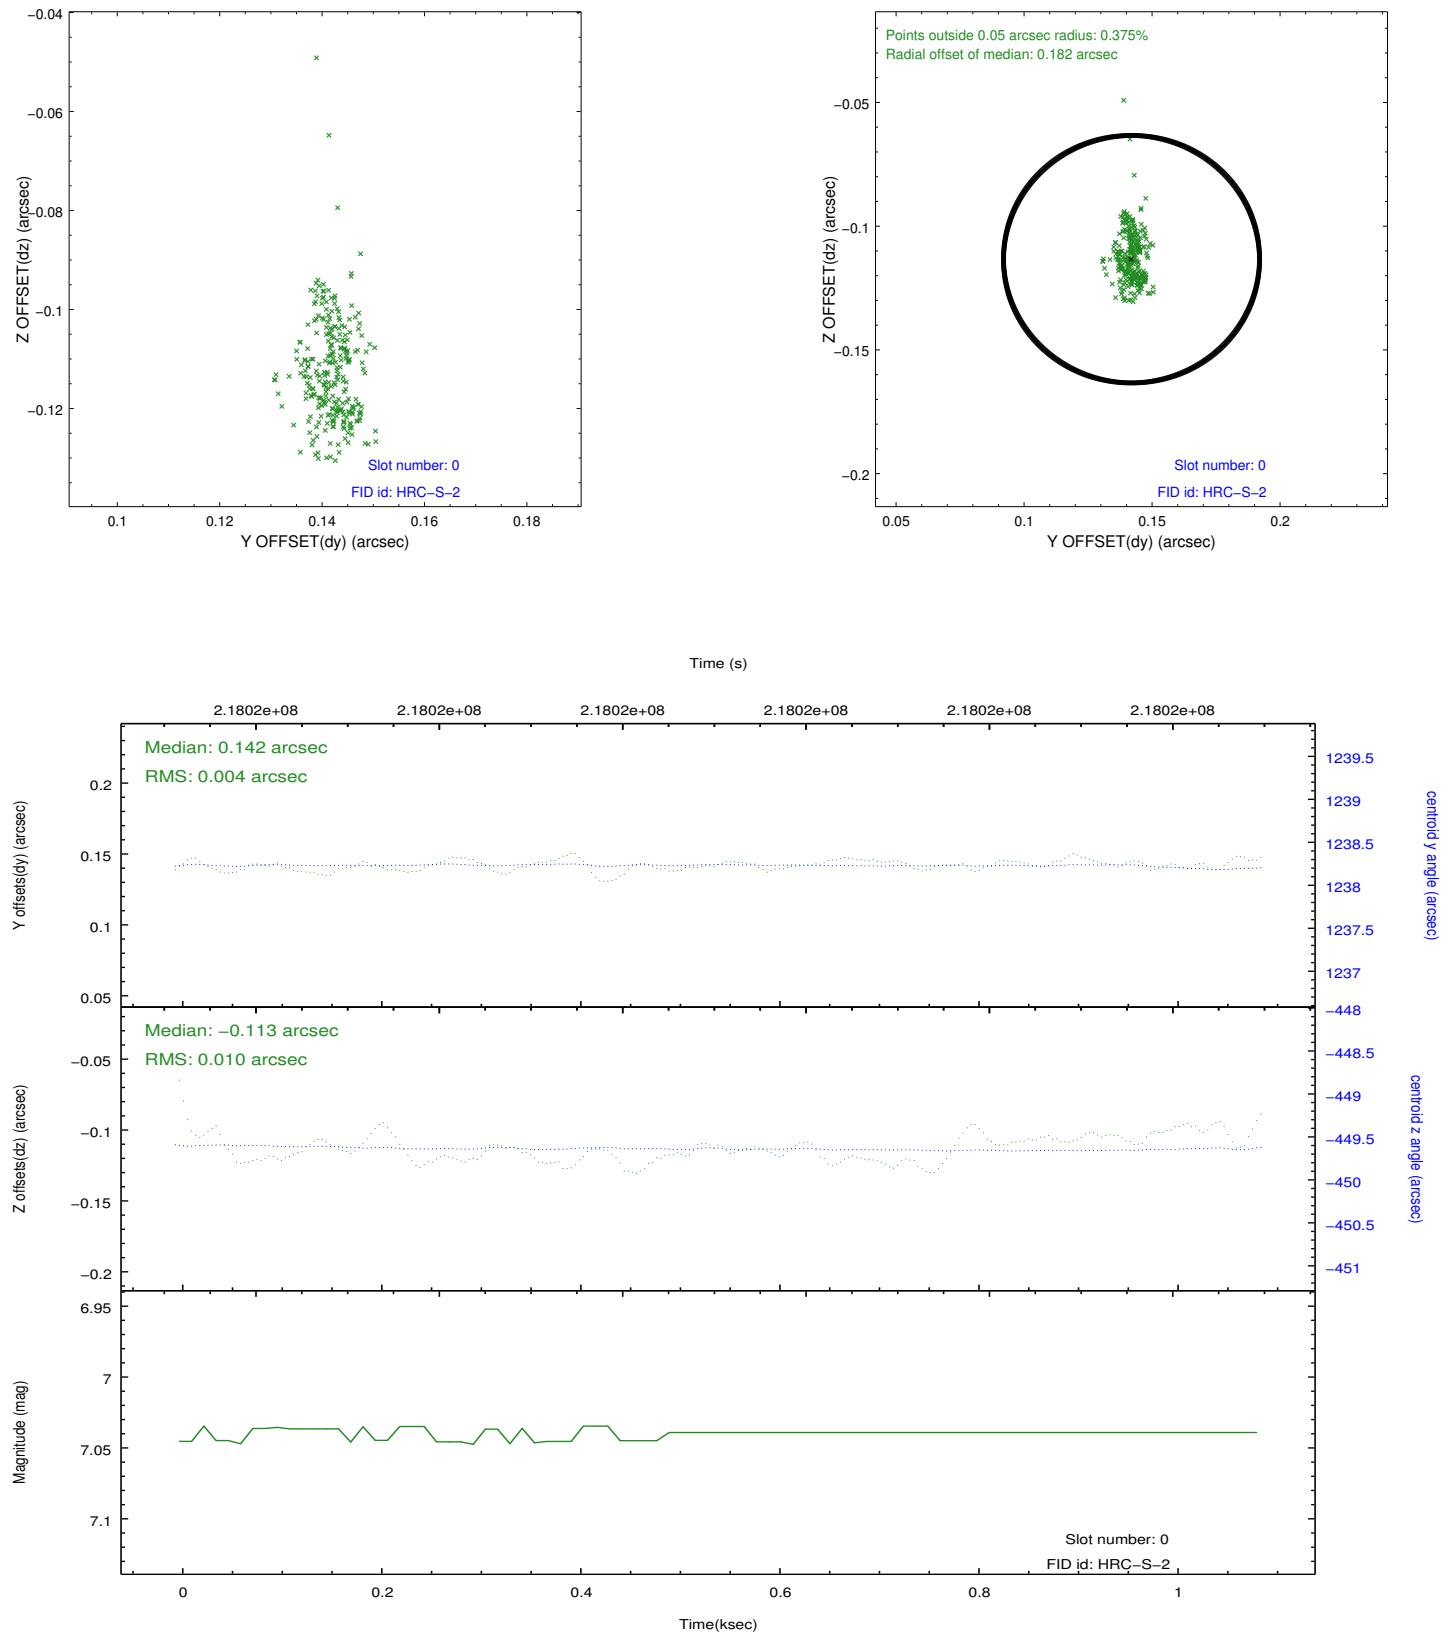 −0.04
−0.06
−0.08
−0.1
−0.12
Z OFFSET(dz) (arcsec)
0.1
0.12
0.14
0.16
0.18
Y OFFSET(dy) (arcsec)
Slot number: 0
FID id: HRC−S−2
Points outside 0.05 arcsec radius: 0.375%
Radial offset of median: 0.182 arcsec
−0.05
−0.1
−0.15
−0.2
Z OFFSET(dz) (arcsec)
0.05
0.1
0.15
0.2
Y OFFSET(dy) (arcsec)
Slot number: 0
FID id: HRC−S−2
Time (s)
2.1802e+08
2.1802e+08
2.1802e+08
2.1802e+08
2.1802e+08
2.1802e+08
Median: 0.142 arcsec
RMS: 0.004 arcsec
0.2
0.15
0.1
0.05
Y offsets(dy) (arcsec)
1239.5
1239
1238.5
1238
1237.5
1237
centroid y angle (arcsec)
Median: −0.113 arcsec
RMS: 0.010 arcsec
−0.05
−0.1
−0.15
−0.2
Z offsets(dz) (arcsec)
−448
−448.5
−449
−449.5
−450
−450.5
−451
centroid z angle (arcsec)
6.95
7
7.05
7.1
Magnitude (mag)
Slot number: 0
FID id: HRC−S−2
0
0.2
0.4
0.6
0.8
1
Time(ksec)